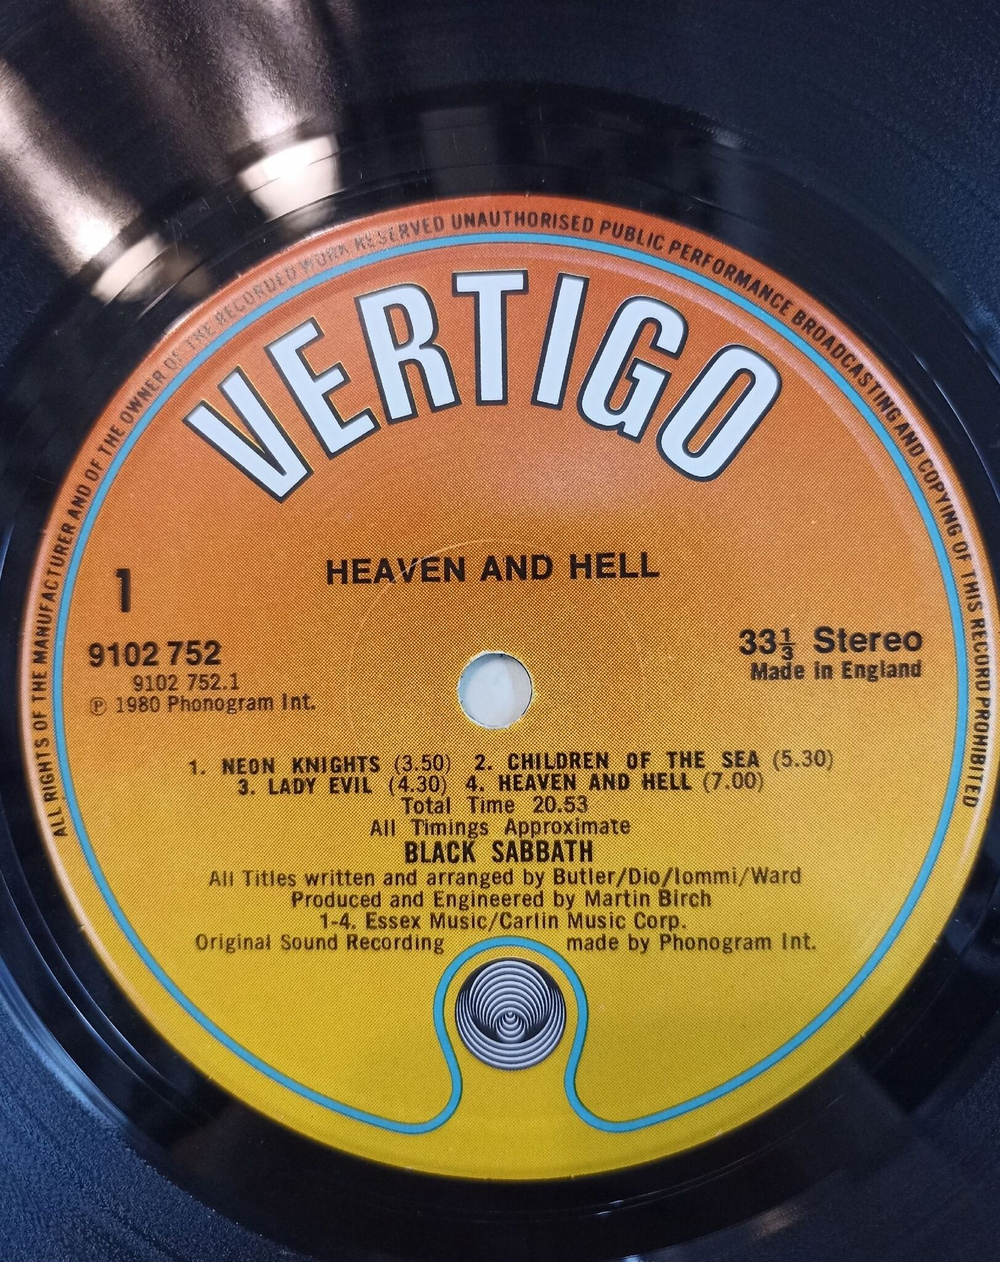 ALL RIGHTS OF THE MANUFACTURER AND OF THE OWNER OF THE RECORDED WORK RESERVED UNAUTHORISED PUBLIC PERFORMANCE BROADCASTING AND COPYING OF THIS RECORD PROHIBITED
VERTIGO
HEAVEN AND HELL
1
9102 752
9102 752.1
℗ 1980 Phonogram Int.
33⅓ Stereo
Made in England
1. NEON KNIGHTS (3.50) 2. CHILDREN OF THE SEA (5.30)
3. LADY EVIL (4.30) 4. HEAVEN AND HELL (7.00)
Total Time 20.53
All Timings Approximate
BLACK SABBATH
All Titles written and arranged by Butler/Dio/Iommi/Ward
Produced and Engineered by Martin Birch
1-4. Essex Music/Carlin Music Corp.
Original Sound Recording made by Phonogram Int.